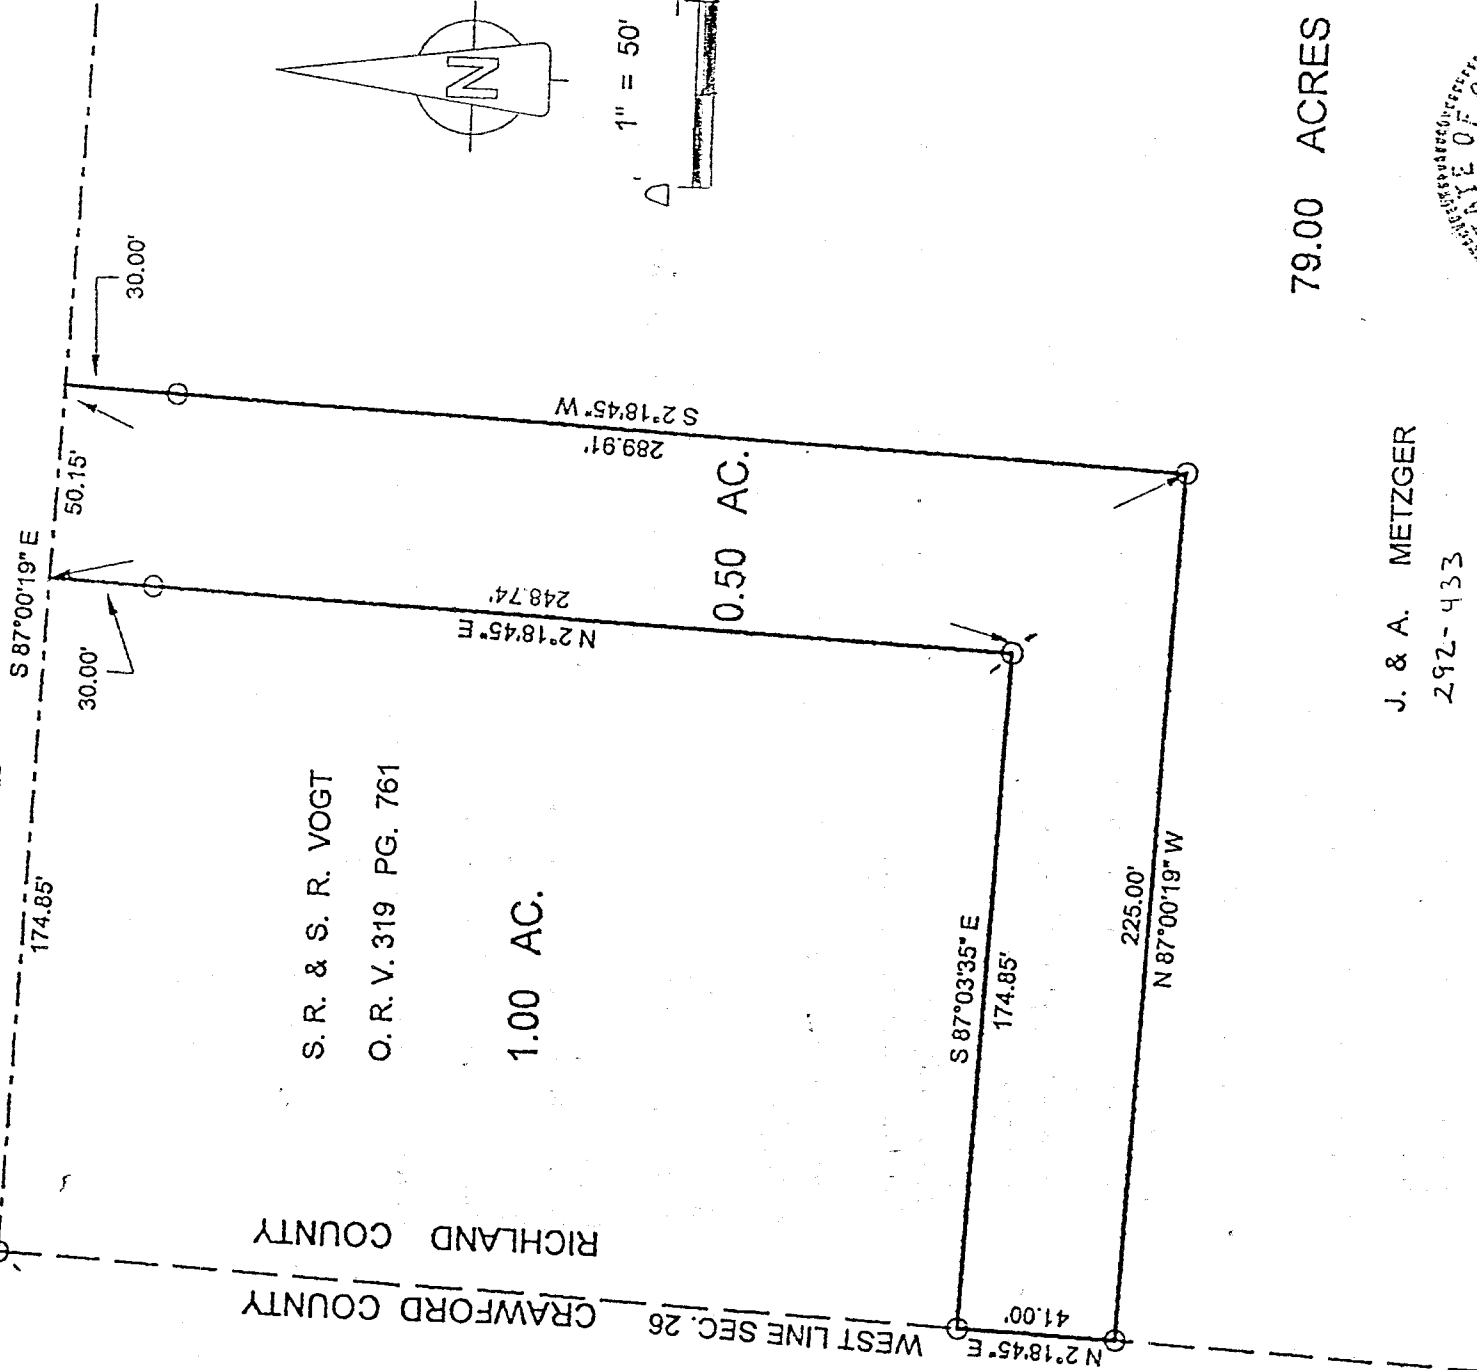 S 87°00'19" E
174.85'
50.15'
30.00'
30.00'
N
1" = 50'
0'
S. R. & S. R. VOGT
O. R. V. 319 PG. 761
1.00 AC.
N 2°18'45" E
248.74'
S 2°18'45" W
289.91'
0.50 AC.
S 87°03'35" E
174.85'
225.00'
N 87°00'19" W
RICHLAND COUNTY
CRAWFORD COUNTY
WEST LINE SEC. 26
41.00'
N 2°18'45" E
79.00 ACRES
J. & A. METZGER
292-433
OF